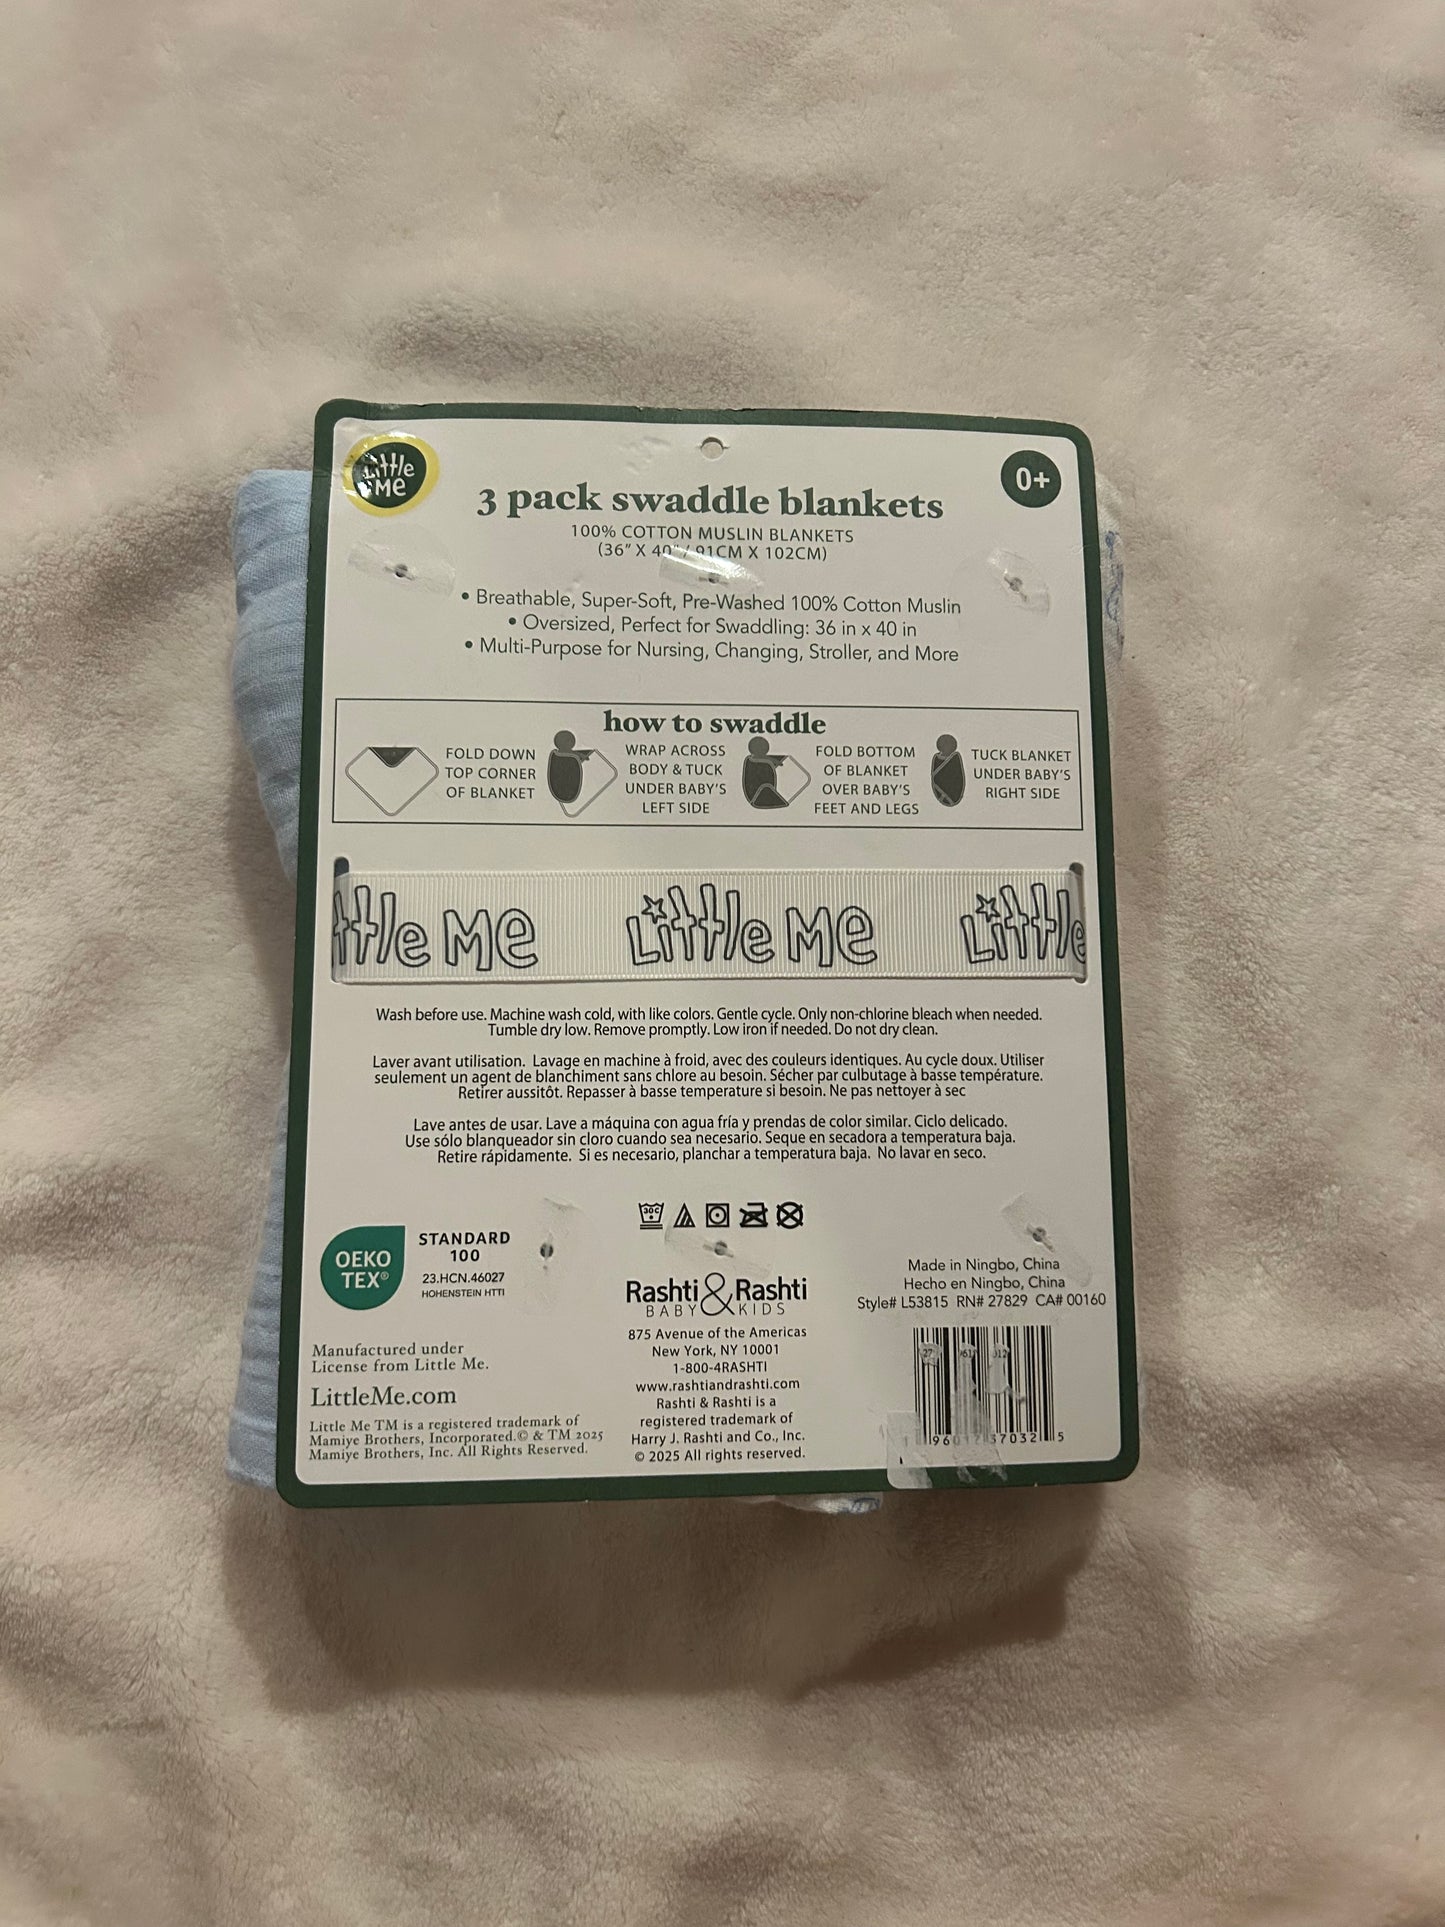 Little
Me
0+
3 pack swaddle blankets
100% COTTON MUSLIN BLANKETS
(36" X 40" / 91CM X 102CM)
• Breathable, Super-Soft, Pre-Washed 100% Cotton Muslin
• Oversized, Perfect for Swaddling: 36 in x 40 in
• Multi-Purpose for Nursing, Changing, Stroller, and More
how to swaddle
FOLD DOWN
TOP CORNER
OF BLANKET
WRAP ACROSS
BODY & TUCK
UNDER BABY'S
LEFT SIDE
FOLD BOTTOM
OF BLANKET
OVER BABY'S
FEET AND LEGS
TUCK BLANKET
UNDER BABY'S
RIGHT SIDE
ttle Me Little Me Little
Wash before use. Machine wash cold, with like colors. Gentle cycle. Only non-chlorine bleach when needed.
Tumble dry low. Remove promptly. Low iron if needed. Do not dry clean.
Laver avant utilisation. Lavage en machine à froid, avec des couleurs identiques. Au cycle doux. Utiliser
seulement un agent de blanchiment sans chlore au besoin. Sécher par culbutage à basse température.
Retirer aussitôt. Repasser à basse temperature si besoin. Ne pas nettoyer à sec
Lave antes de usar. Lave a máquina con agua fría y prendas de color similar. Ciclo delicado.
Use sólo blanqueador sin cloro cuando sea necesario. Seque en secadora a temperatura baja.
Retire rápidamente. Si es necesario, planchar a temperatura baja. No lavar en seco.
30C
OEKO
TEX®
STANDARD
100
23.HCN.46027
HOHENSTEIN HTTI
Manufactured under
License from Little Me.
LittleMe.com
Little Me TM is a registered trademark of
Mamiye Brothers, Incorporated.© & TM 2025
Mamiye Brothers, Inc. All Rights Reserved.
Rashti & Rashti
BABY KIDS
875 Avenue of the Americas
New York, NY 10001
1-800-4RASHTI
www.rashtiandrashti.com
Rashti & Rashti is a
registered trademark of
Harry J. Rashti and Co., Inc.
© 2025 All rights reserved.
Made in Ningbo, China
Hecho en Ningbo, China
Style# L53815 RN# 27829 CA# 00160
5